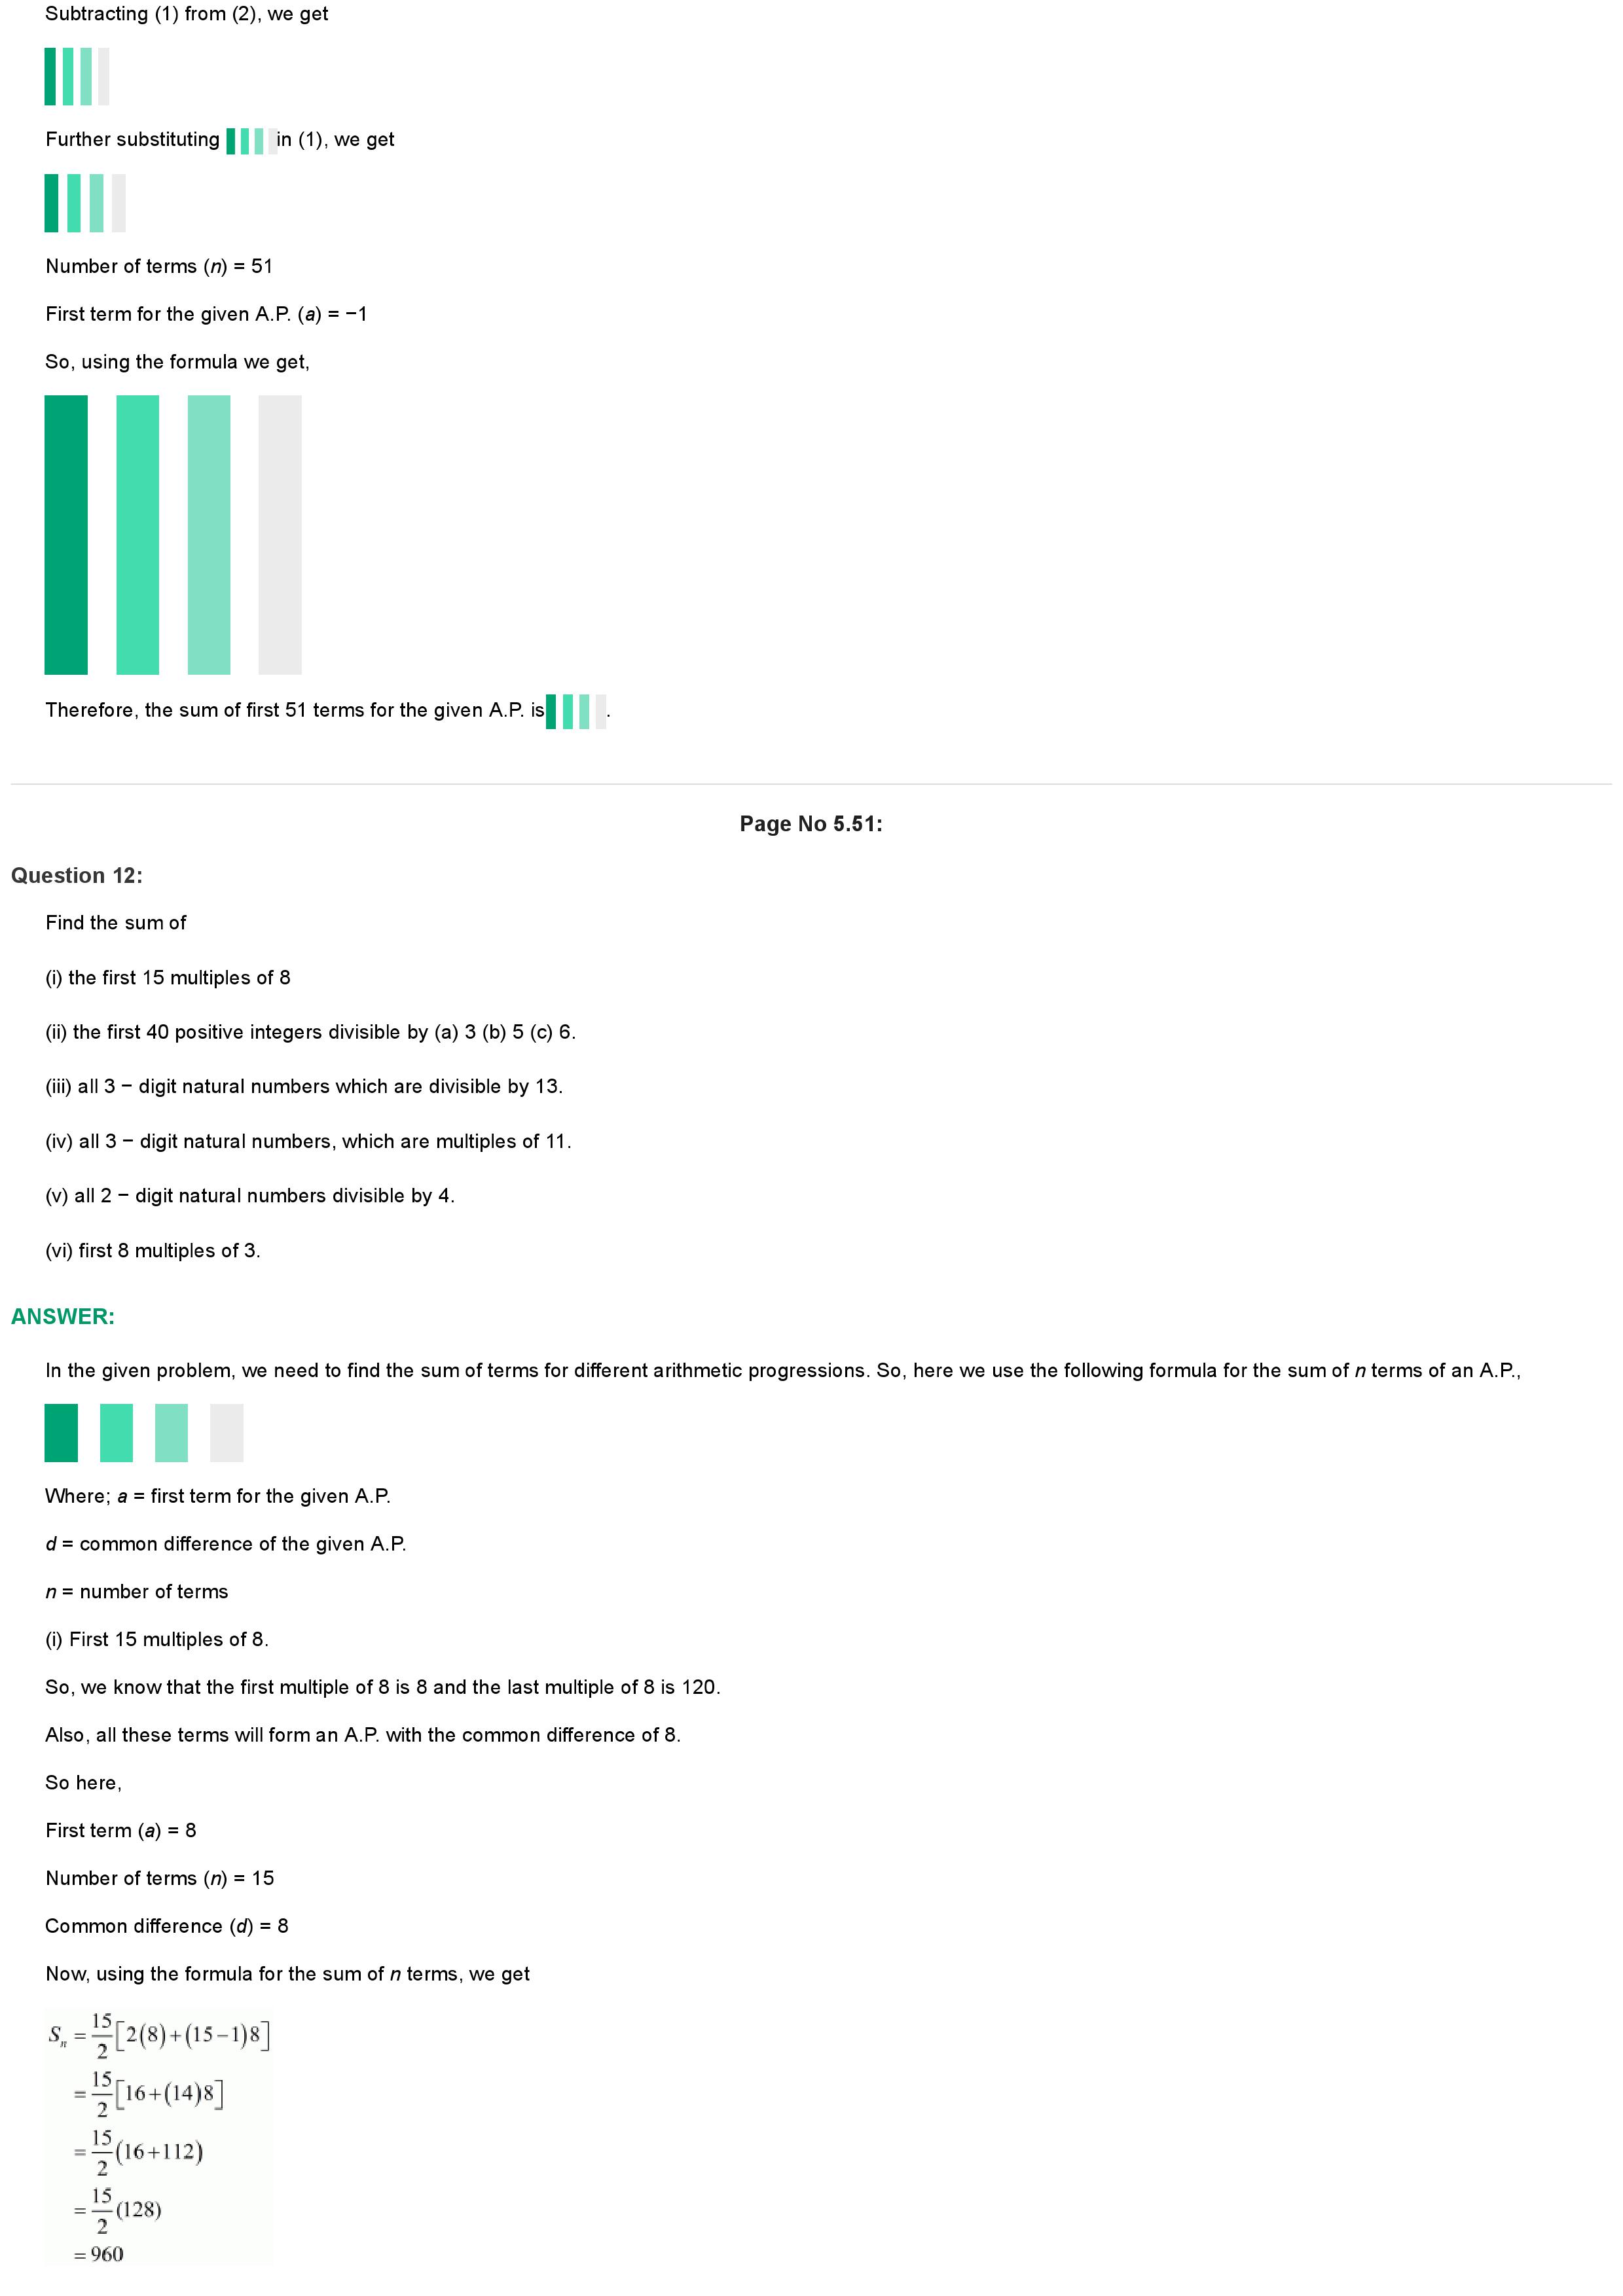 Subtracting (1) from (2), we get
Further substituting in (1), we get
Number of terms (n) = 51
First term for the given A.P. (a) = −1
So, using the formula we get,
Therefore, the sum of first 51 terms for the given A.P. is.
Page No 5.51:
Question 12:
Find the sum of
(i) the first 15 multiples of 8
(ii) the first 40 positive integers divisible by (a) 3 (b) 5 (c) 6.
(iii) all 3 − digit natural numbers which are divisible by 13.
(iv) all 3 − digit natural numbers, which are multiples of 11.
(v) all 2 − digit natural numbers divisible by 4.
(vi) first 8 multiples of 3.
ANSWER:
In the given problem, we need to find the sum of terms for different arithmetic progressions. So, here we use the following formula for the sum of n terms of an A.P.,
Where; a = first term for the given A.P.
d = common difference of the given A.P.
n = number of terms
(i) First 15 multiples of 8.
So, we know that the first multiple of 8 is 8 and the last multiple of 8 is 120.
Also, all these terms will form an A.P. with the common difference of 8.
So here,
First term (a) = 8
Number of terms (n) = 15
Common difference (d) = 8
Now, using the formula for the sum of n terms, we get
Sₙ = 15/2 [2(8)+(15−1)8]
= 15/2 [16+(14)8]
= 15/2 (16+112)
= 15/2 (128)
= 960